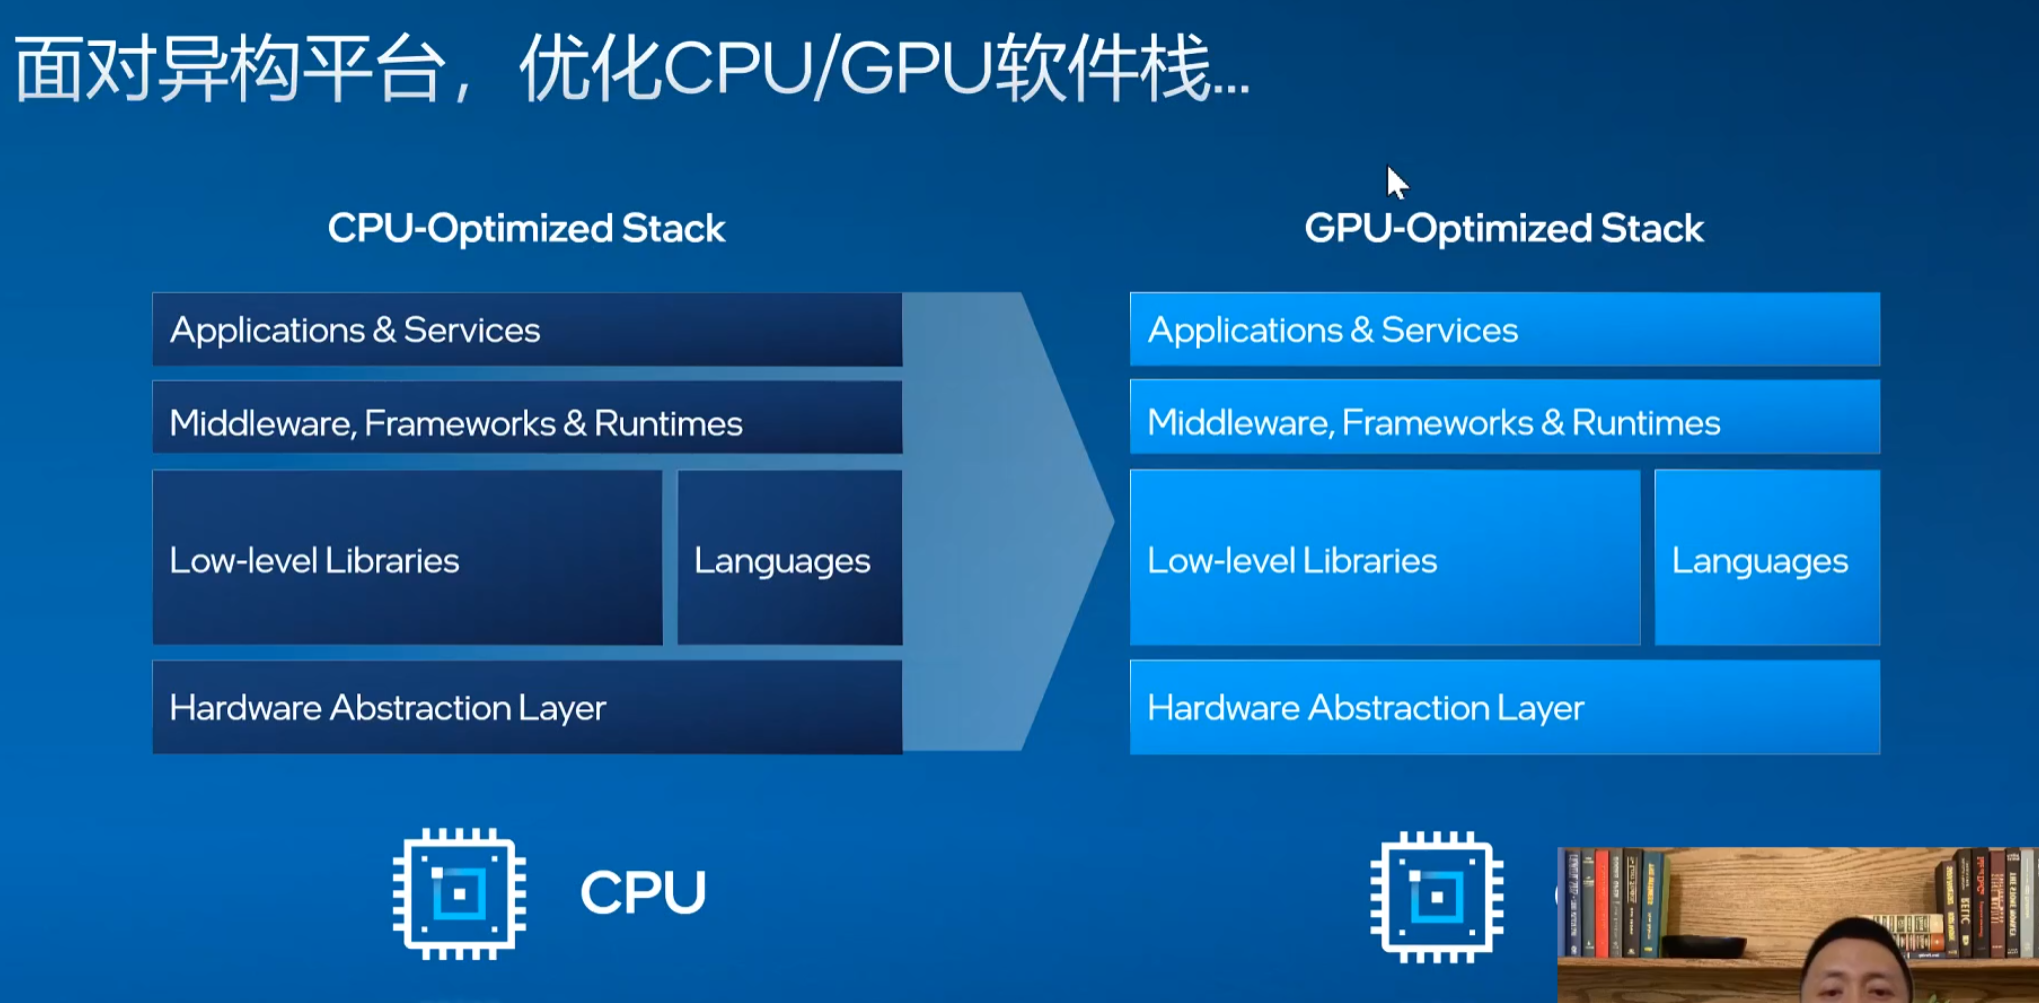 面对异构平台，优化CPU/GPU软件栈...
CPU-Optimized Stack
Applications & Services
Middleware, Frameworks & Runtimes
Low-level Libraries
Languages
Hardware Abstraction Layer
CPU
GPU-Optimized Stack
Applications & Services
Middleware, Frameworks & Runtimes
Low-level Libraries
Languages
Hardware Abstraction Layer